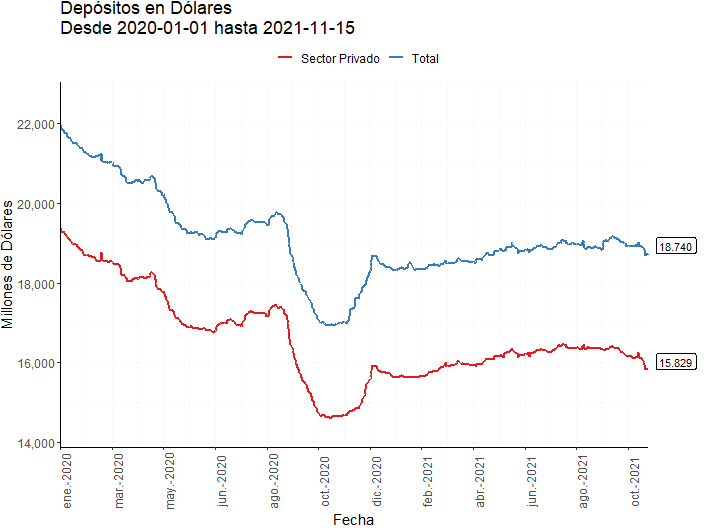 Depósitos en Dólares
Desde 2020-01-01 hasta 2021-11-15
Sector Privado
Total
Millones de Dólares
22,000
20,000
18,000
16,000
14,000
18.740
15.829
ene.-2020
mar.-2020
may.-2020
jun.-2020
ago.-2020
oct.-2020
dic.-2020
feb.-2021
abr.-2021
jun.-2021
ago.-2021
oct.-2021
Fecha